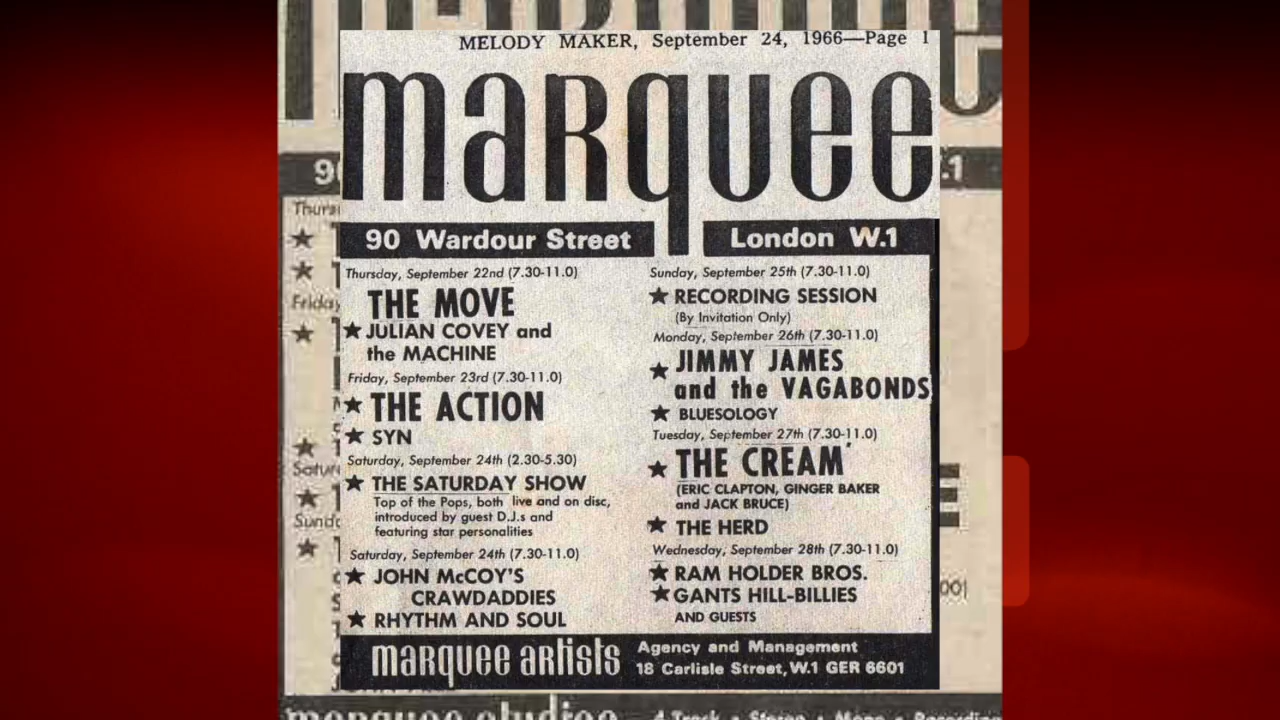 MELODY MAKER, September 24, 1966—Page 1
marquee
90 Wardour Street
London W.1
Thursday, September 22nd (7.30-11.0)
THE MOVE
★ JULIAN COVEY and
the MACHINE
Friday, September 23rd (7.30-11.0)
★ THE ACTION
★ SYN
Saturday, September 24th (2.30-5.30)
★ THE SATURDAY SHOW
Top of the Pops, both live and on disc,
introduced by guest D.J.s and
featuring star personalities
Saturday, September 24th (7.30-11.0)
★ JOHN McCOY'S
CRAWDADDIES
★ RHYTHM AND SOUL
Sunday, September 25th (7.30-11.0)
★ RECORDING SESSION
(By Invitation Only)
Monday, September 26th (7.30-11.0)
★ JIMMY JAMES
and the VAGABONDS
★ BLUESOLOGY
Tuesday, September 27th (7.30-11.0)
★ THE CREAM
(ERIC CLAPTON, GINGER BAKER
and JACK BRUCE)
★ THE HERD
Wednesday, September 28th (7.30-11.0)
★ RAM HOLDER BROS.
★ GANTS HILL-BILLIES
AND GUESTS
marquee artists
Agency and Management
18 Carlisle Street, W.1 GER 6601
marquee studios
4 Track • Stereo • Mono • Recording